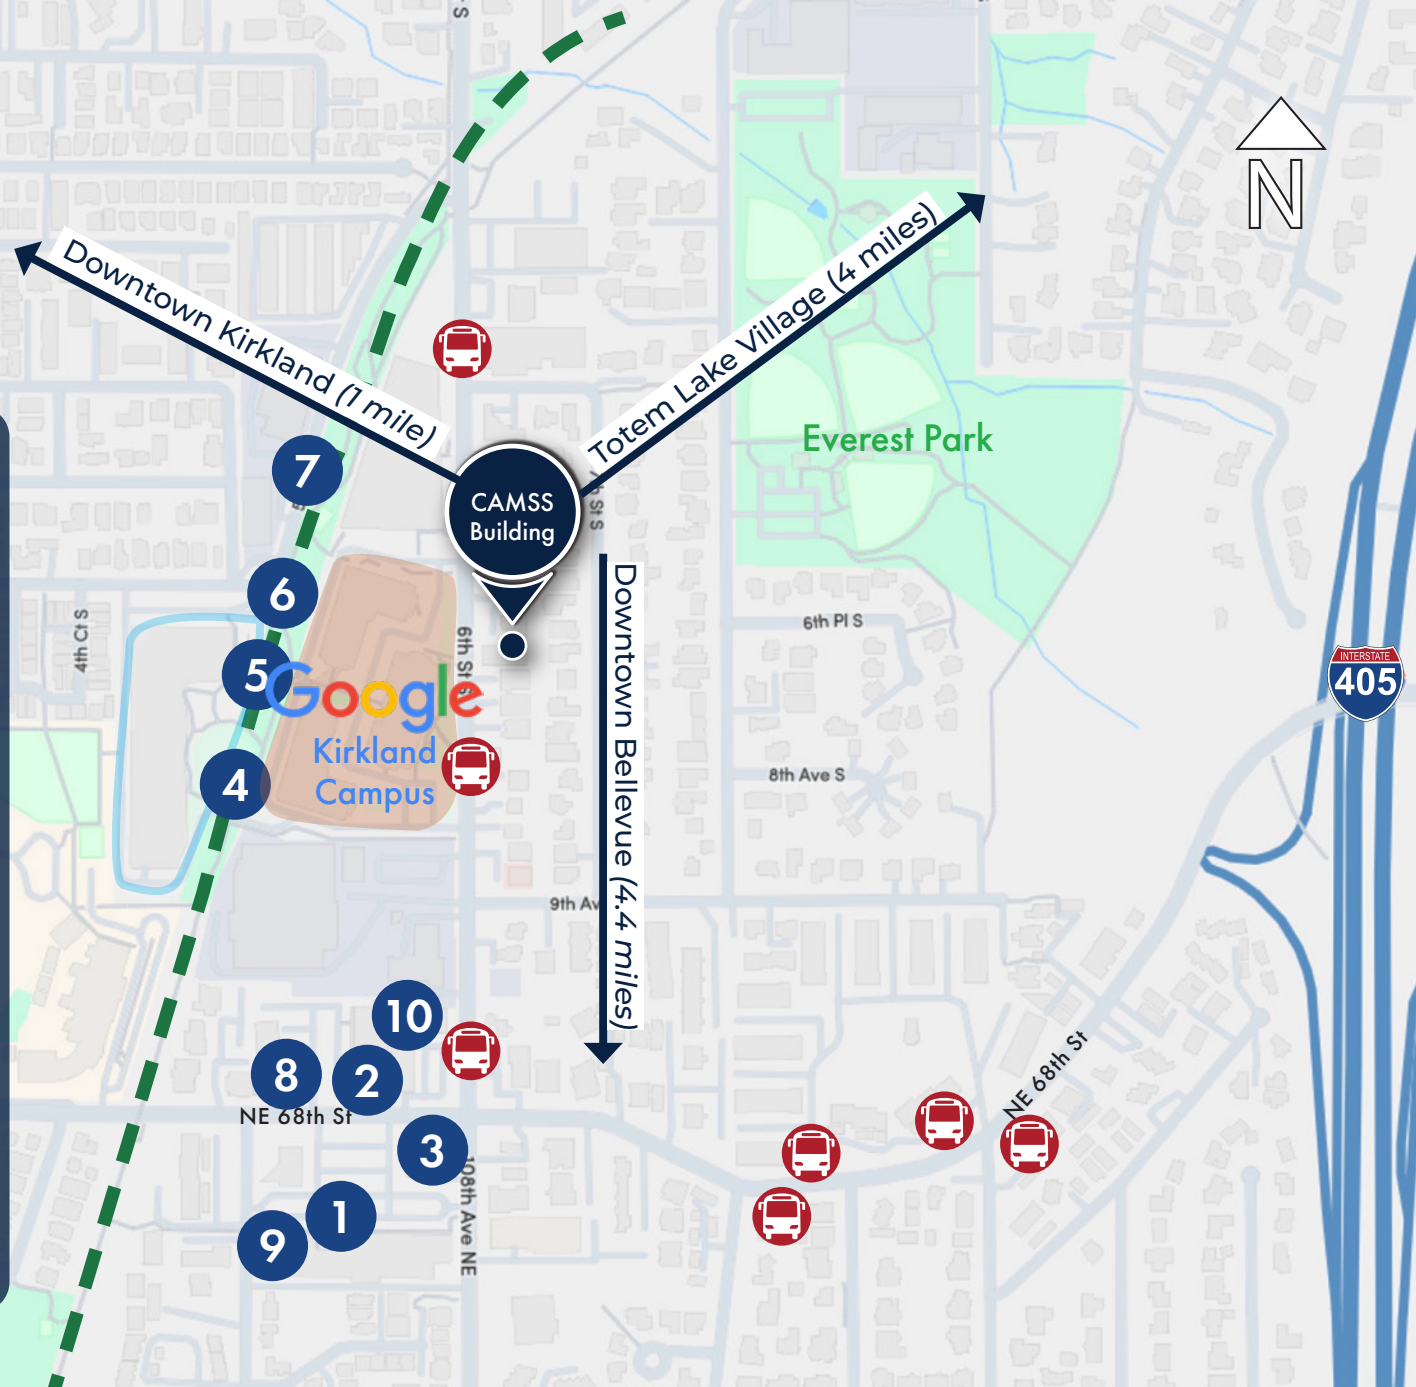 S
N
Downtown Kirkland (1 mile)
Totem Lake Village (4 miles)
Everest Park
7
CAMSS
Building
7th St S
Downtown Bellevue (4.4 miles)
6
4th Ct S
6th St S
6th Pl S
5
Google
Kirkland
Campus
INTERSTATE
405
4
8th Ave S
9th Av
10
8
2
NE 68th St
NE 68th St
3
108th Ave NE
1
9